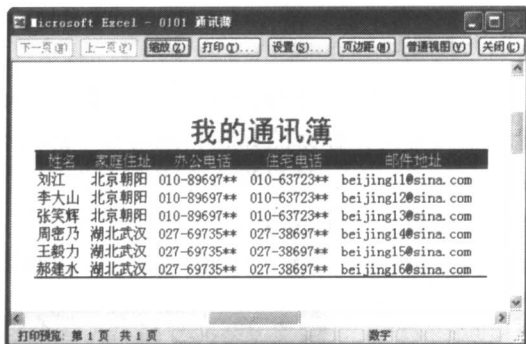 Microsoft Excel - 0101 通讯簿
下一页(N) 上一页(P) 缩放(Z) 打印(T)... 设置(S)... 页边距(M) 普通视图(V) 关闭(C)
我的通讯簿
姓名 家庭住址 办公电话 住宅电话 邮件地址
刘江 北京朝阳 010-89697** 010-63723** beijing11@sina.com
李大山 北京朝阳 010-89697** 010-63723** beijing12@sina.com
张笑辉 北京朝阳 010-89697** 010-63723** beijing13@sina.com
周密乃 湖北武汉 027-69735** 027-38697** beijing14@sina.com
王毅力 湖北武汉 027-69735** 027-38697** beijing15@sina.com
郝建水 湖北武汉 027-69735** 027-38697** beijing16@sina.com
打印预览: 第 1 页 共 1 页 数字